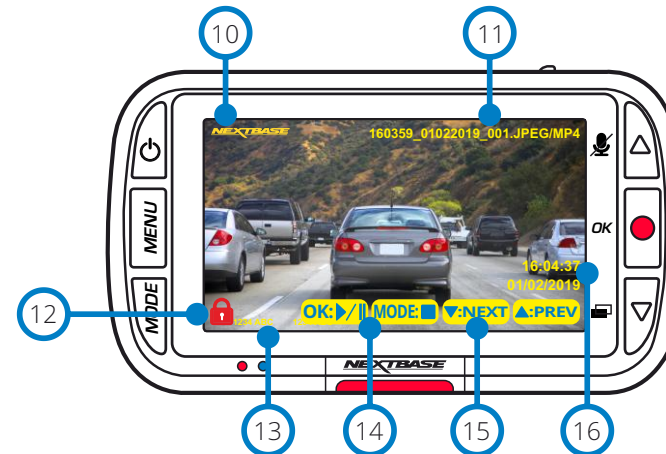 10
11
NEXTBASE
160359_01022019_001.JPEG/MP4
MENU
OK
16:04:37
01/02/2019
12
MODE
OK: ▶/II MODE: ■ ▼:NEXT ▲:PREV
NEXTBASE
13
14
15
16